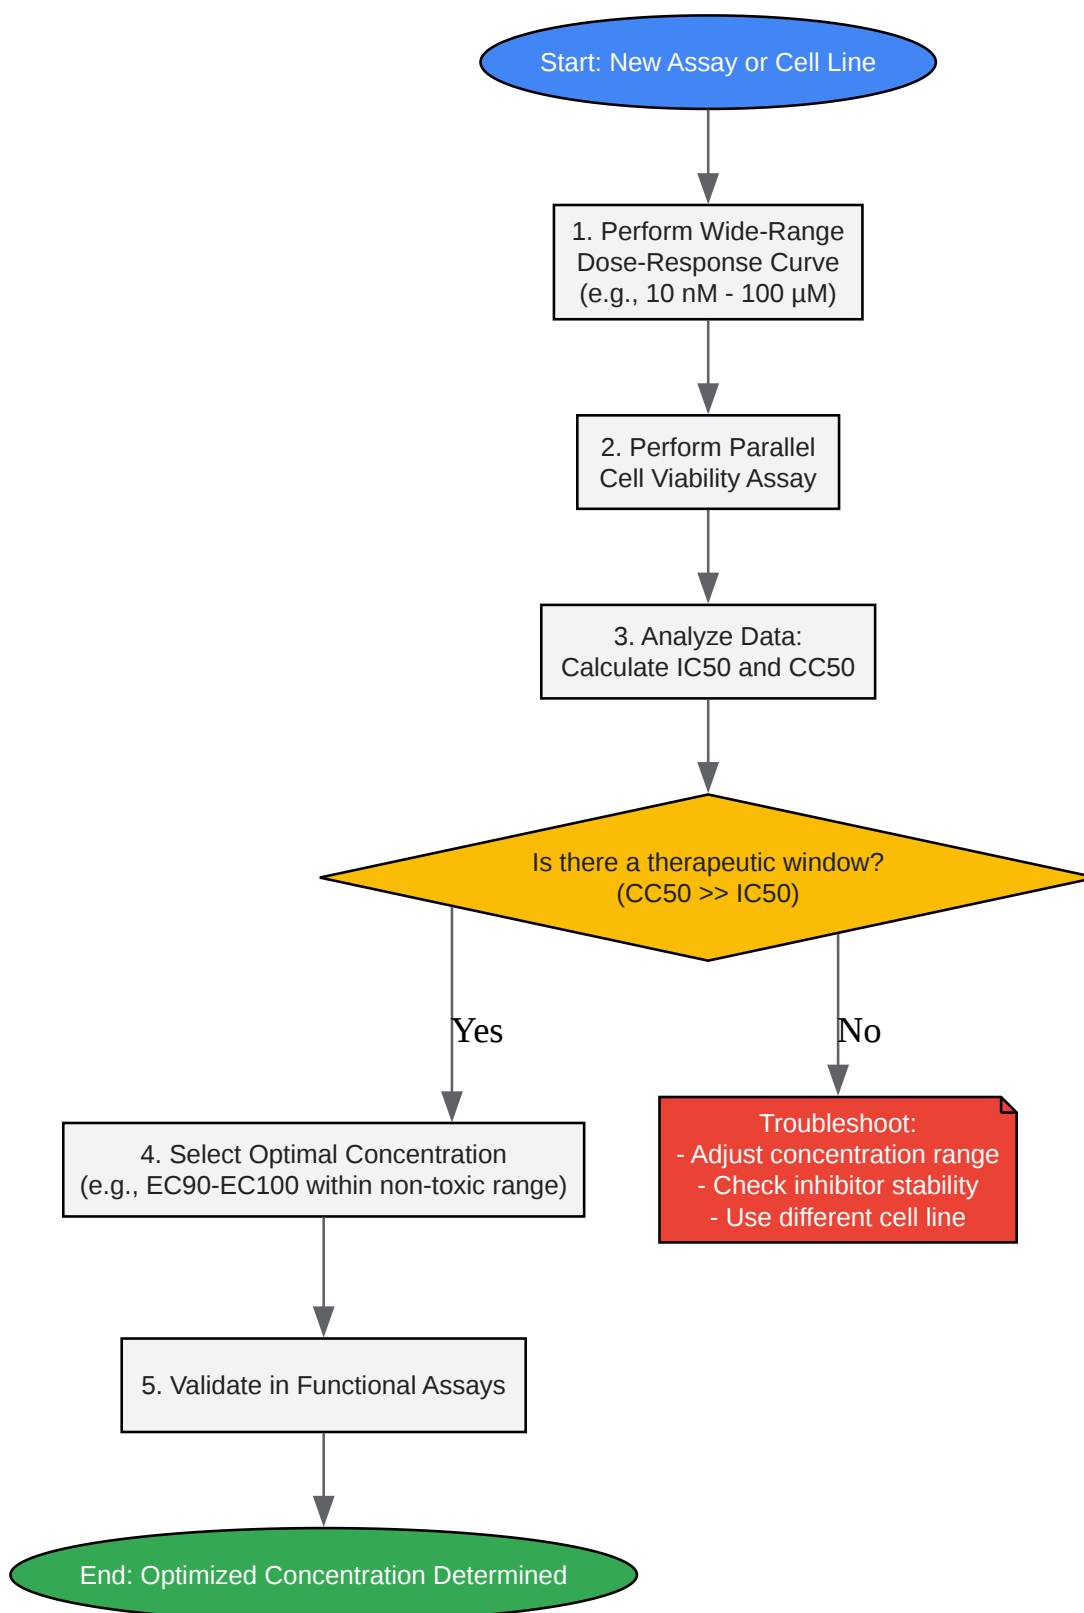 Start: New Assay or Cell Line
1. Perform Wide-Range
Dose-Response Curve
(e.g., 10 nM - 100 µM)
2. Perform Parallel
Cell Viability Assay
3. Analyze Data:
Calculate IC50 and CC50
Is there a therapeutic window?
(CC50 >> IC50)
Yes
No
4. Select Optimal Concentration
(e.g., EC90-EC100 within non-toxic range)
Troubleshoot:
- Adjust concentration range
- Check inhibitor stability
- Use different cell line
5. Validate in Functional Assays
End: Optimized Concentration Determined